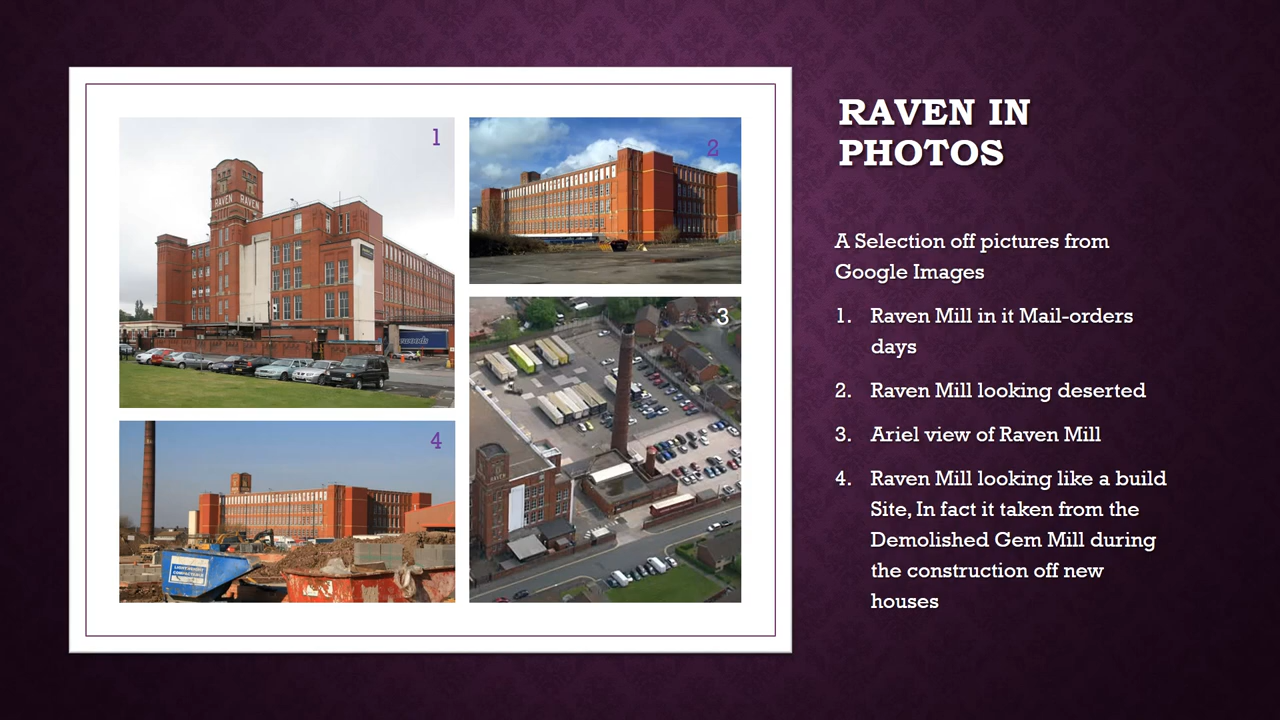 1
2
RAVEN RAVEN
3
RAVEN
4
RAVEN IN
PHOTOS
A Selection off pictures from
Google Images
1. Raven Mill in it Mail-orders
days
2. Raven Mill looking deserted
3. Ariel view of Raven Mill
4. Raven Mill looking like a build
Site, In fact it taken from the
Demolished Gem Mill during
the construction off new
houses